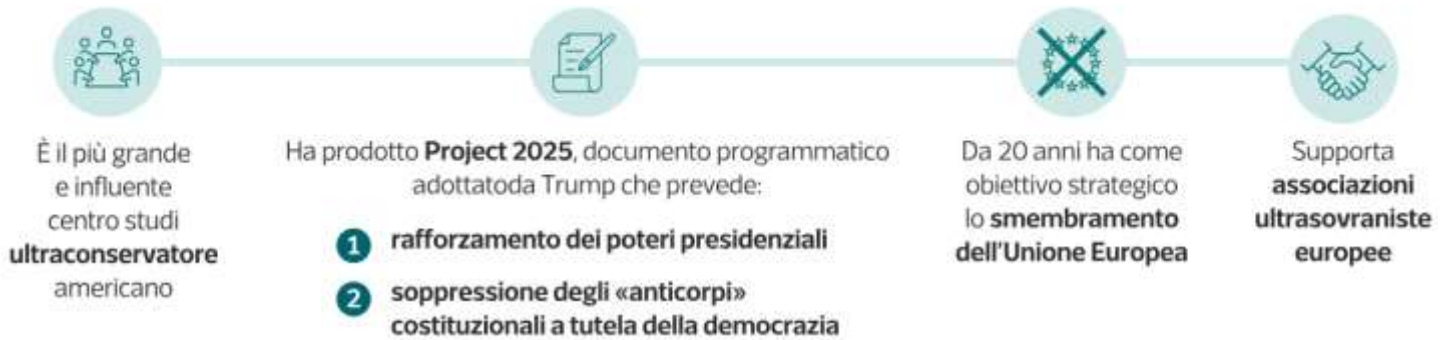 È il più grande
e influente
centro studi
ultraconservatore
americano
Ha prodotto Project 2025, documento programmatico
adottatoda Trump che prevede:
1 rafforzamento dei poteri presidenziali
2 soppressione degli «anticorpi»
costituzionali a tutela della democrazia
Da 20 anni ha come
obiettivo strategico
lo smembramento
dell'Unione Europea
Supporta
associazioni
ultrasovraniste
europee